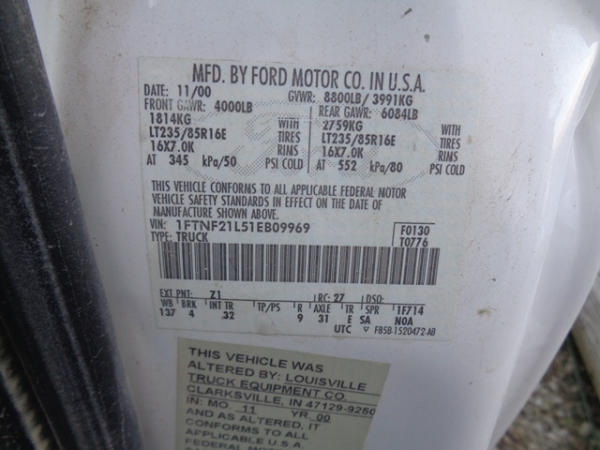 MFD. BY FORD MOTOR CO. IN U.S.A.
DATE: 11/00 GVWR: 8800LB/ 3991KG
FRONT GAWR: 4000LB REAR GAWR: 6084LB
1814KG WITH 2759KG WITH
LT235/85R16E TIRES LT235/85R16E TIRES
16X7.0K RIMS 16X7.0K RIMS
AT 345 kPa/50 PSI COLD AT 552 kPa/80 PSI COLD
THIS VEHICLE CONFORMS TO ALL APPLICABLE FEDERAL MOTOR
VEHICLE SAFETY STANDARDS IN EFFECT ON THE DATE OF
MANUFACTURE SHOWN ABOVE.
VIN: 1FTNF21L51EB09969 F0130
TYPE: TRUCK T0776
EXT PNT: Z1 RC: 27 DSO:
WB BRK INT TR TP/PS R AXLE TR SPR 1F714
137 4 32 9 31 E SA N0A
UTC F85B-1520472-AB
THIS VEHICLE WAS
ALTERED BY: LOUISVILLE
TRUCK EQUIPMENT CO.
CLARKSVILLE, IN 47129-9250
IN: MO. 11 YR. 00
AND AS ALTERED, IT
CONFORMS TO ALL
APPLICABLE U.S.A.
FEDERAL MOTOR